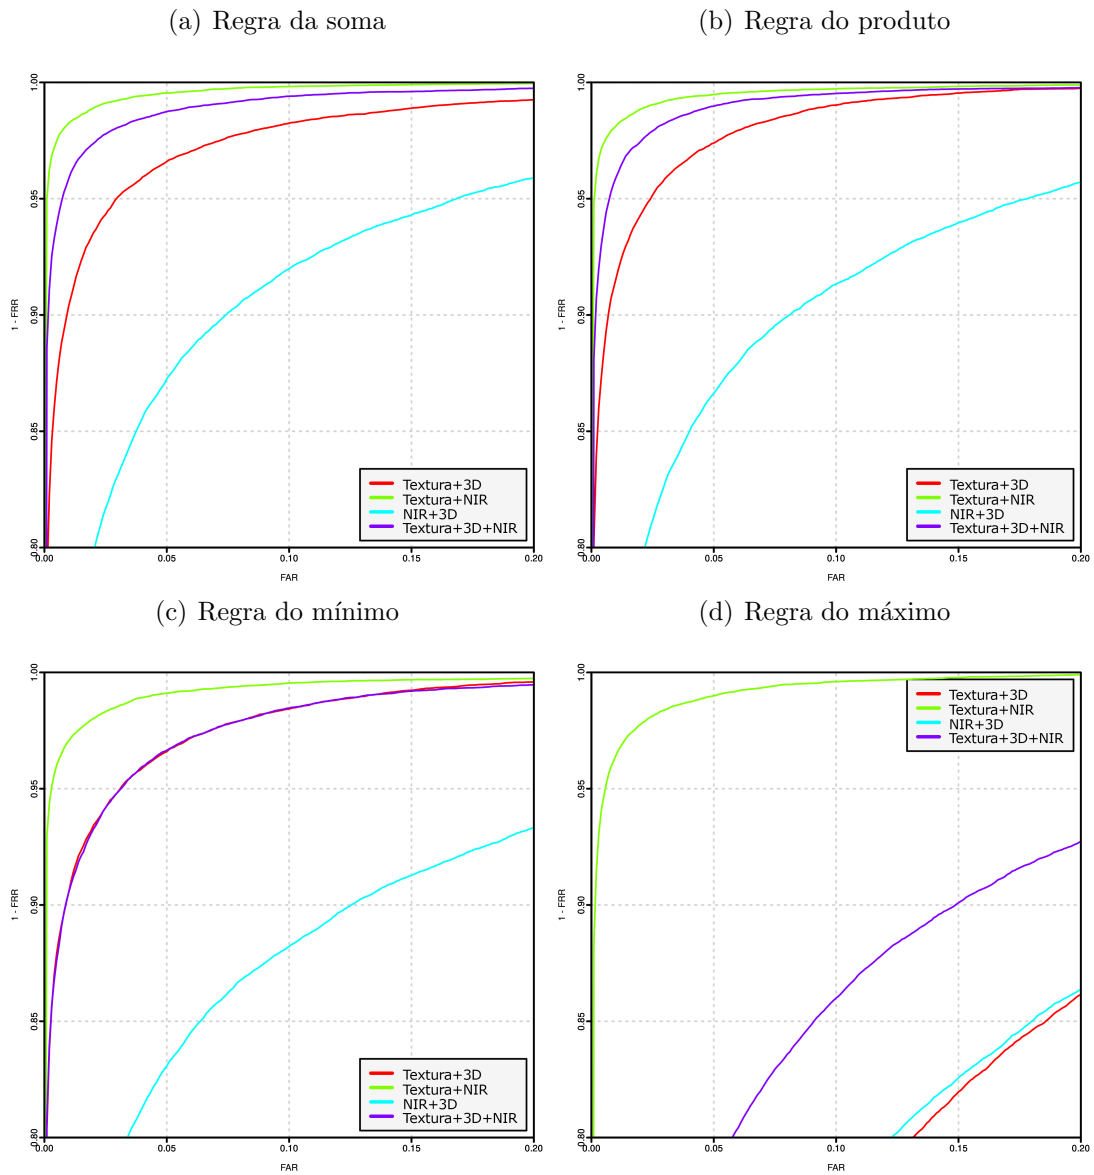 (a) Regra da soma
1 - FRR
1.00
0.95
0.90
0.85
0.80
Textura+3D
Textura+NIR
NIR+3D
Textura+3D+NIR
0.00 0.05 0.10 0.15 0.20
FAR
(b) Regra do produto
1 - FRR
1.00
0.95
0.90
0.85
0.80
Textura+3D
Textura+NIR
NIR+3D
Textura+3D+NIR
0.00 0.05 0.10 0.15 0.20
FAR
(c) Regra do mínimo
1 - FRR
1.00
0.95
0.90
0.85
0.80
Textura+3D
Textura+NIR
NIR+3D
Textura+3D+NIR
0.00 0.05 0.10 0.15 0.20
FAR
(d) Regra do máximo
1 - FRR
1.00
0.95
0.90
0.85
0.80
Textura+3D
Textura+NIR
NIR+3D
Textura+3D+NIR
0.00 0.05 0.10 0.15 0.20
FAR